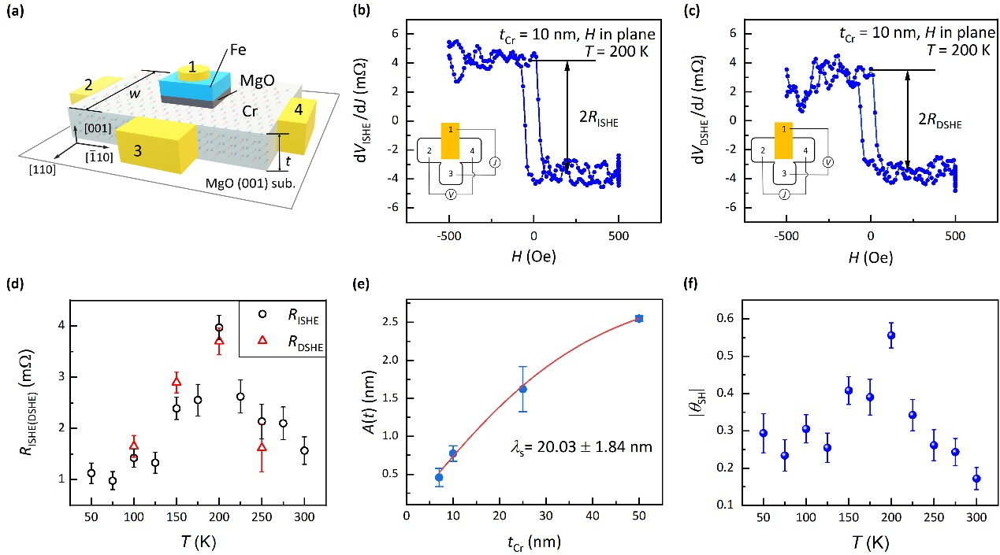 (a)
1
Fe
MgO
Cr
2
w
4
3
t
[001]
[1̄10]
[110]
MgO (001) sub.
(b)
t_Cr = 10 nm, H in plane
T = 200 K
2R_ISHE
dV_ISHE/dJ (mΩ)
6
4
2
0
-2
-4
-6
1
2
4
3
J
V
-500
0
500
H (Oe)
(c)
t_Cr = 10 nm, H in plane
T = 200 K
2R_DSHE
dV_DSHE/dJ (mΩ)
6
4
2
0
-2
-4
-6
1
2
4
3
V
J
-500
0
500
H (Oe)
(d)
R_ISHE
R_DSHE
R_ISHE(DSHE) (mΩ)
4
3
2
1
50
100
150
200
250
300
T (K)
(e)
A(t) (nm)
2.5
2.0
1.5
1.0
0.5
λ_s= 20.03 ± 1.84 nm
0
10
20
30
40
50
t_Cr (nm)
(f)
|θ_SH|
0.6
0.5
0.4
0.3
0.2
0.1
50
100
150
200
250
300
T (K)